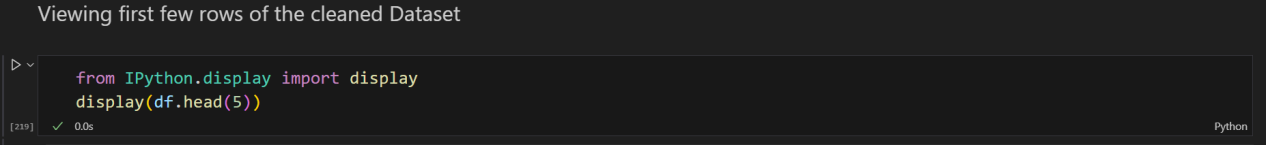 Viewing first few rows of the cleaned Dataset
from IPython.display import display
display(df.head(5))
[219] 0.0s Python